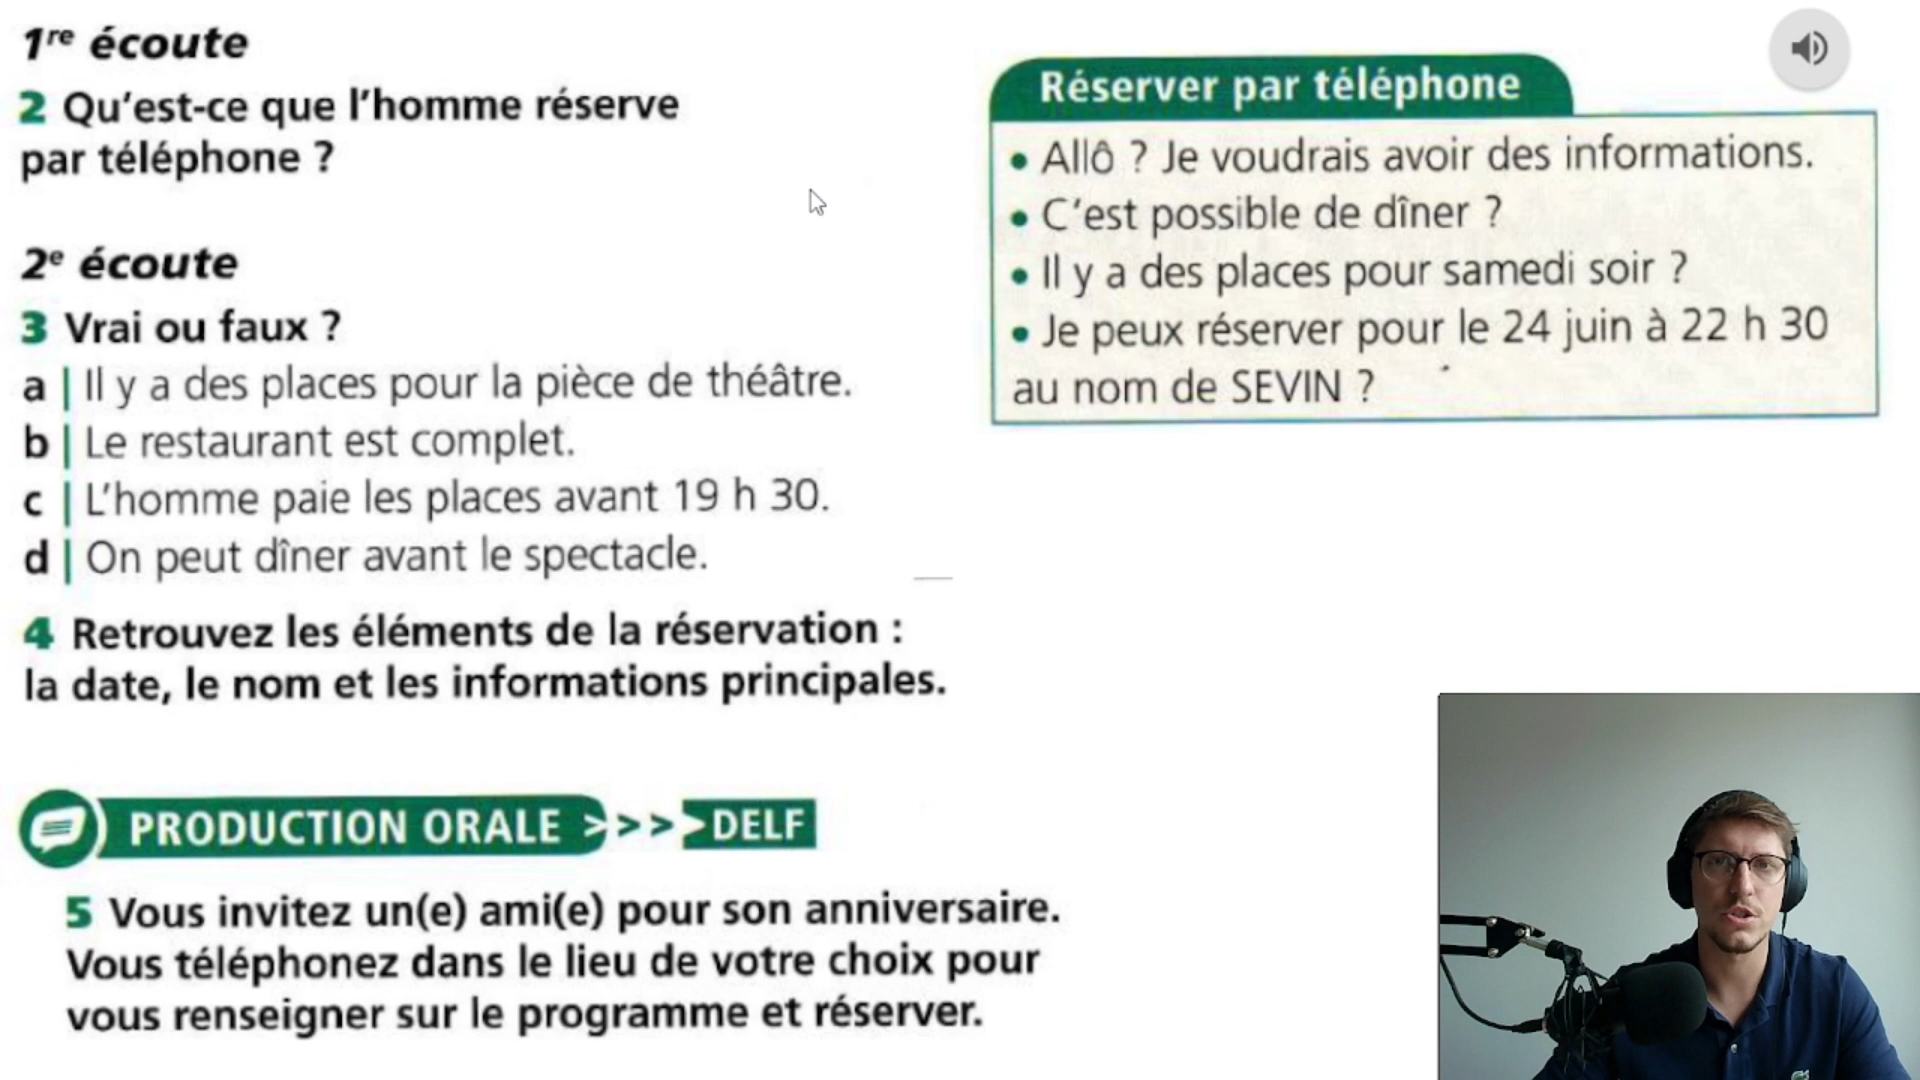 1re écoute
2 Qu'est-ce que l'homme réserve
par téléphone ?
2e écoute
3 Vrai ou faux ?
a | Il y a des places pour la pièce de théâtre.
b | Le restaurant est complet.
c | L'homme paie les places avant 19 h 30.
d | On peut dîner avant le spectacle.
4 Retrouvez les éléments de la réservation :
la date, le nom et les informations principales.
PRODUCTION ORALE >>>> DELF
5 Vous invitez un(e) ami(e) pour son anniversaire.
Vous téléphonez dans le lieu de votre choix pour
vous renseigner sur le programme et réserver.
Réserver par téléphone
• Allô ? Je voudrais avoir des informations.
• C'est possible de dîner ?
• Il y a des places pour samedi soir ?
• Je peux réserver pour le 24 juin à 22 h 30
au nom de SEVIN ?